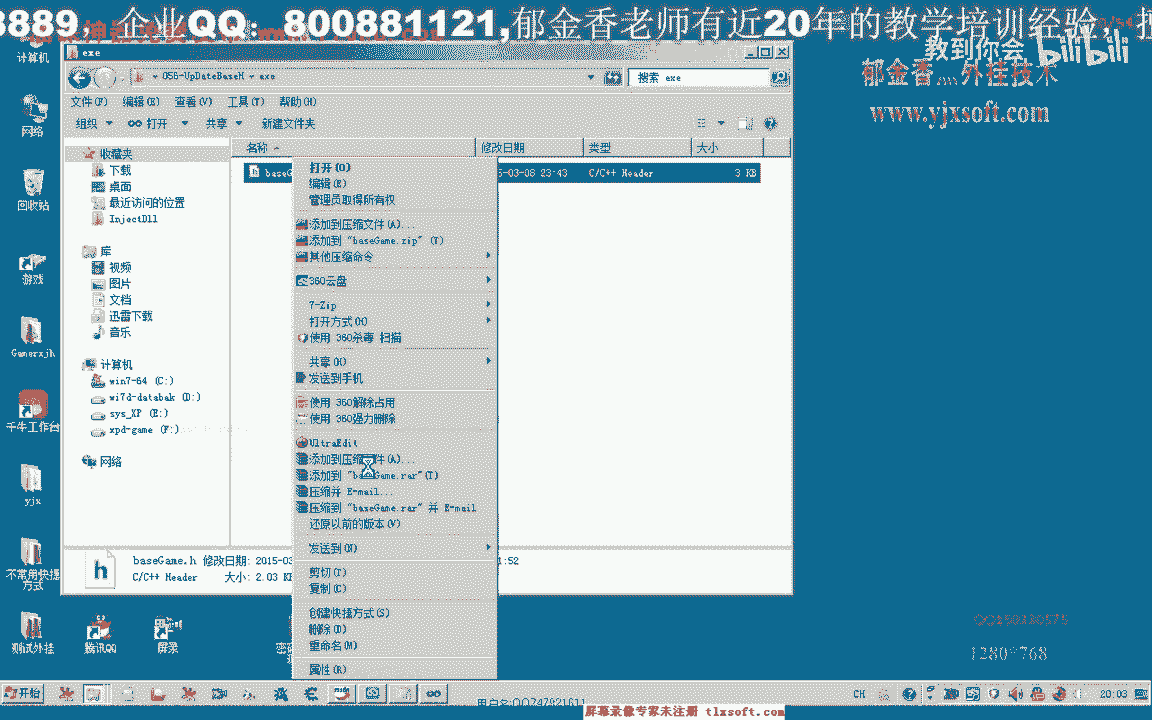 8889 企业QQ：800881121,郁金香老师有近20年的教学培训经验，
教到你会
bilibili
郁金香灬外挂技术
www.yjxsoft.com
计算机
网络
回收站
游戏
Gamerxjh
千牛工作台
yjx
不常用快捷方式
测试外挂
腾讯QQ
屏录
exe
056-UpDateBaseH
exe
搜索 exe
文件(F) 编辑(E) 查看(V) 工具(T) 帮助(H)
组织 打开 共享 新建文件夹
收藏夹
下载
桌面
最近访问的位置
InjectDll
库
视频
图片
文档
迅雷下载
音乐
计算机
win7-64 (C:)
wi7d-databak (D:)
sys_XP (E:)
xpd-game (F:)
网络
名称 修改日期 类型 大小
baseG 5-03-08 23:43 C/C++ Header 3 KB
打开(O)
编辑(E)
管理员取得所有权
添加到压缩文件(A)...
添加到 "baseGame.zip" (T)
其他压缩命令
360云盘
7-Zip
打开方式(H)
使用 360杀毒 扫描
共享(H)
发送到手机
使用 360解除占用
使用 360强力删除
UltraEdit
添加到压缩文件(A)...
添加到 "baseGame.rar"(T)
压缩并 E-mail...
压缩到 "baseGame.rar" 并 E-mail
还原以前的版本(V)
发送到(N)
剪切(T)
复制(C)
创建快捷方式(S)
删除(D)
重命名(M)
属性(R)
baseGame.h 修改日期: 2015-03 1:52
C/C++ Header 大小: 2.03 KB
1280*768
开始
CH
20:03
用户名:QQ247921611
屏幕录像专家未注册 tlxsoft.com